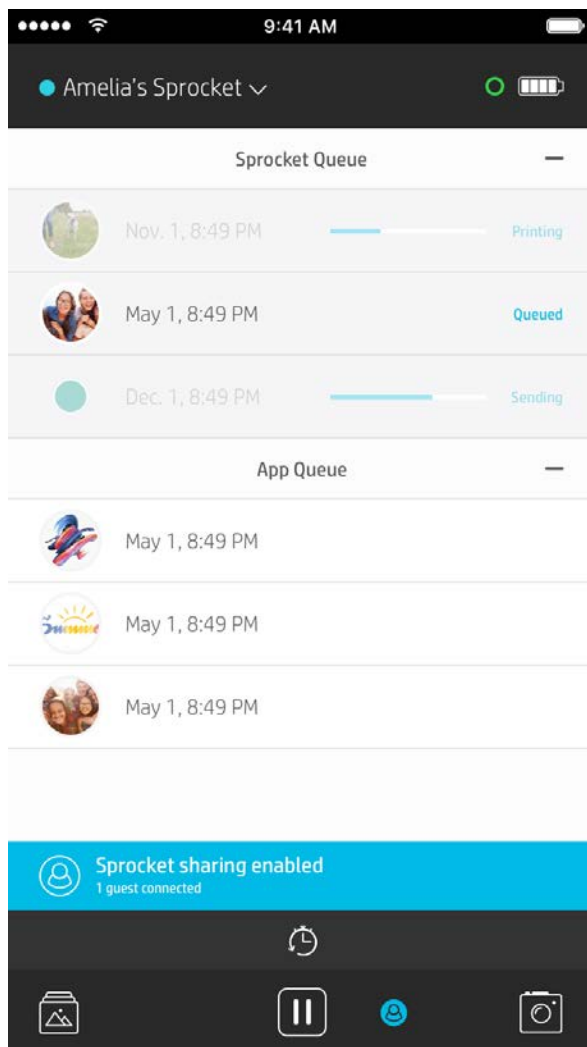 9:41 AM
Amelia's Sprocket
Sprocket Queue
Nov. 1, 8:49 PM Printing
May 1, 8:49 PM Queued
Dec. 1, 8:49 PM Sending
App Queue
May 1, 8:49 PM
May 1, 8:49 PM
May 1, 8:49 PM
Sprocket sharing enabled
1 guest connected